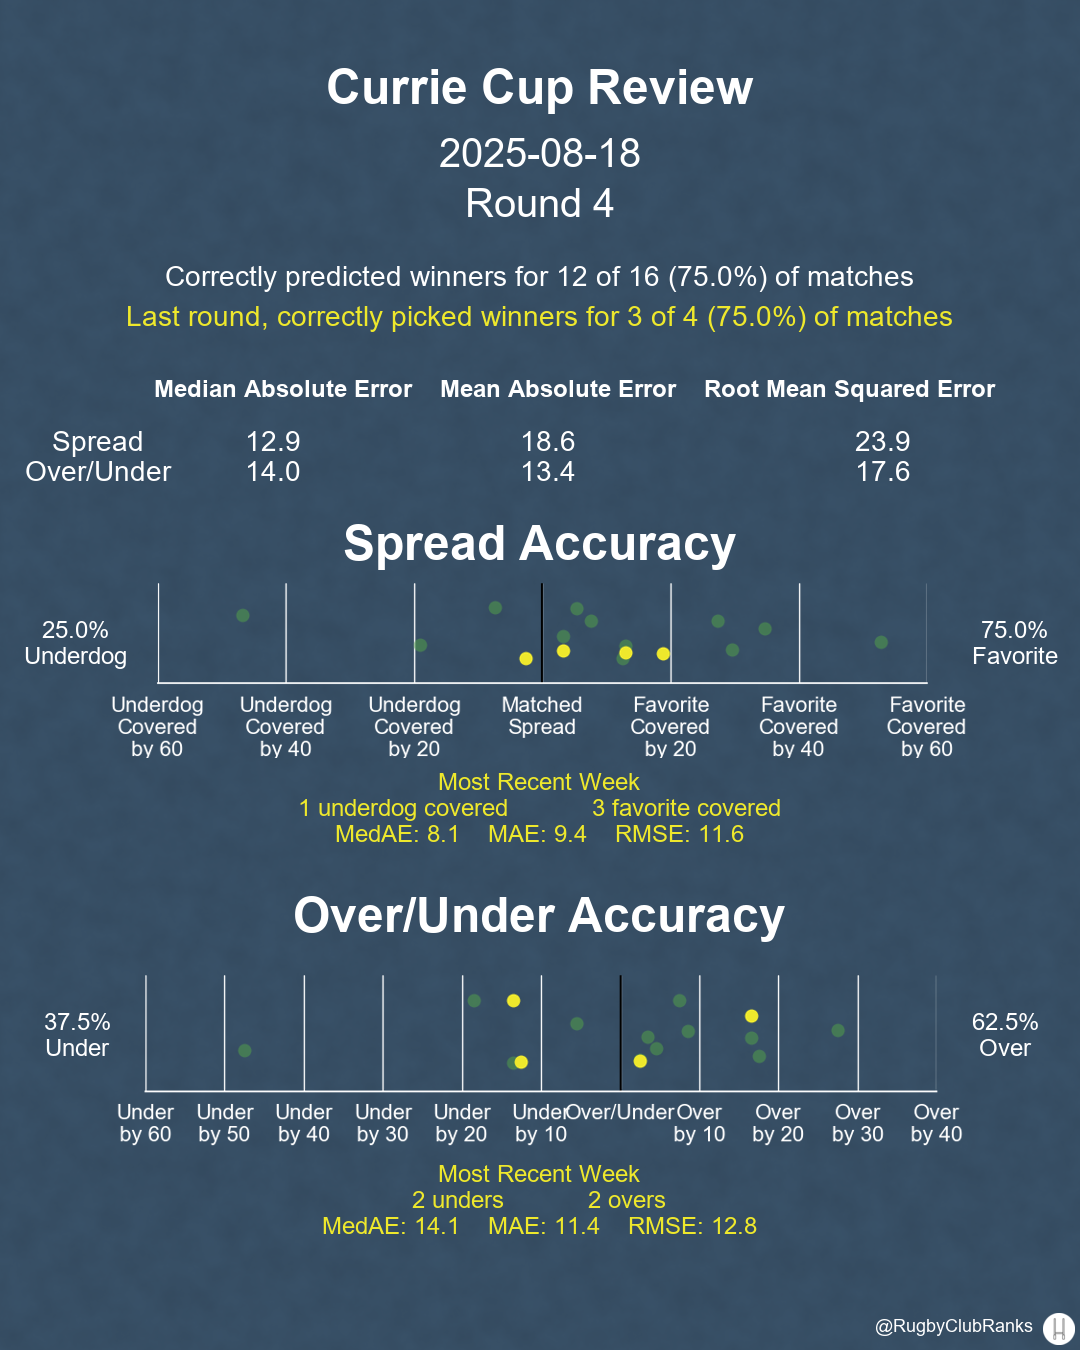 Currie Cup Review
2025-08-18
Round 4
Correctly predicted winners for 12 of 16 (75.0%) of matches
Last round, correctly picked winners for 3 of 4 (75.0%) of matches
Median Absolute Error Mean Absolute Error Root Mean Squared Error
Spread 12.9 18.6 23.9
Over/Under 14.0 13.4 17.6
Spread Accuracy
25.0%
Underdog
75.0%
Favorite
Underdog Covered by 60
Underdog Covered by 40
Underdog Covered by 20
Matched Spread
Favorite Covered by 20
Favorite Covered by 40
Favorite Covered by 60
Most Recent Week
1 underdog covered 3 favorite covered
MedAE: 8.1 MAE: 9.4 RMSE: 11.6
Over/Under Accuracy
37.5%
Under
62.5%
Over
Under by 60
Under by 50
Under by 40
Under by 30
Under by 20
Under by 10
Over/Under
Over by 10
Over by 20
Over by 30
Over by 40
Most Recent Week
2 unders 2 overs
MedAE: 14.1 MAE: 11.4 RMSE: 12.8
@RugbyClubRanks